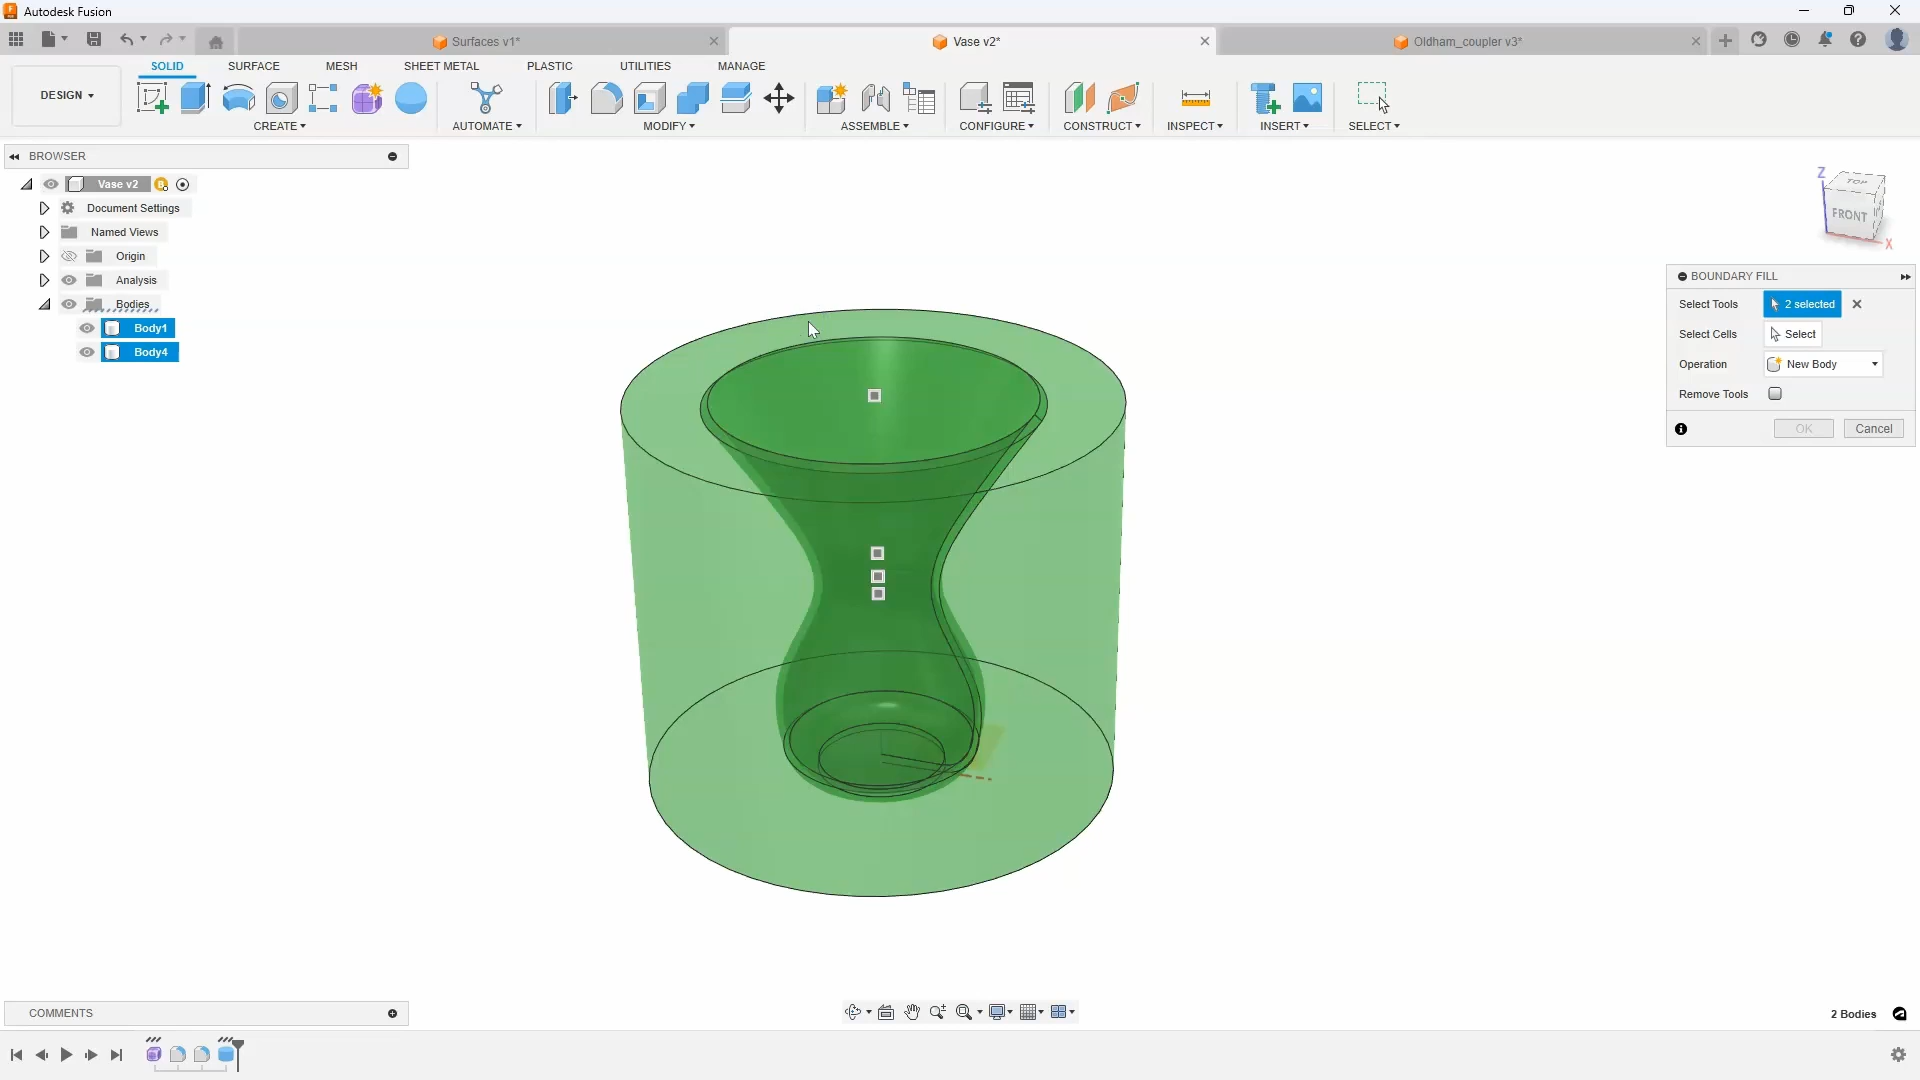 Autodesk Fusion
Surfaces v1*
Vase v2*
Oldham_coupler v3*
DESIGN
SOLID
SURFACE
MESH
SHEET METAL
PLASTIC
UTILITIES
MANAGE
CREATE
AUTOMATE
MODIFY
ASSEMBLE
CONFIGURE
CONSTRUCT
INSPECT
INSERT
SELECT
BROWSER
Vase v2
Document Settings
Named Views
Origin
Analysis
Bodies
Body1
Body4
Z
TOP
FRONT
X
BOUNDARY FILL
Select Tools
2 selected
Select Cells
Select
Operation
New Body
Remove Tools
OK
Cancel
COMMENTS
2 Bodies